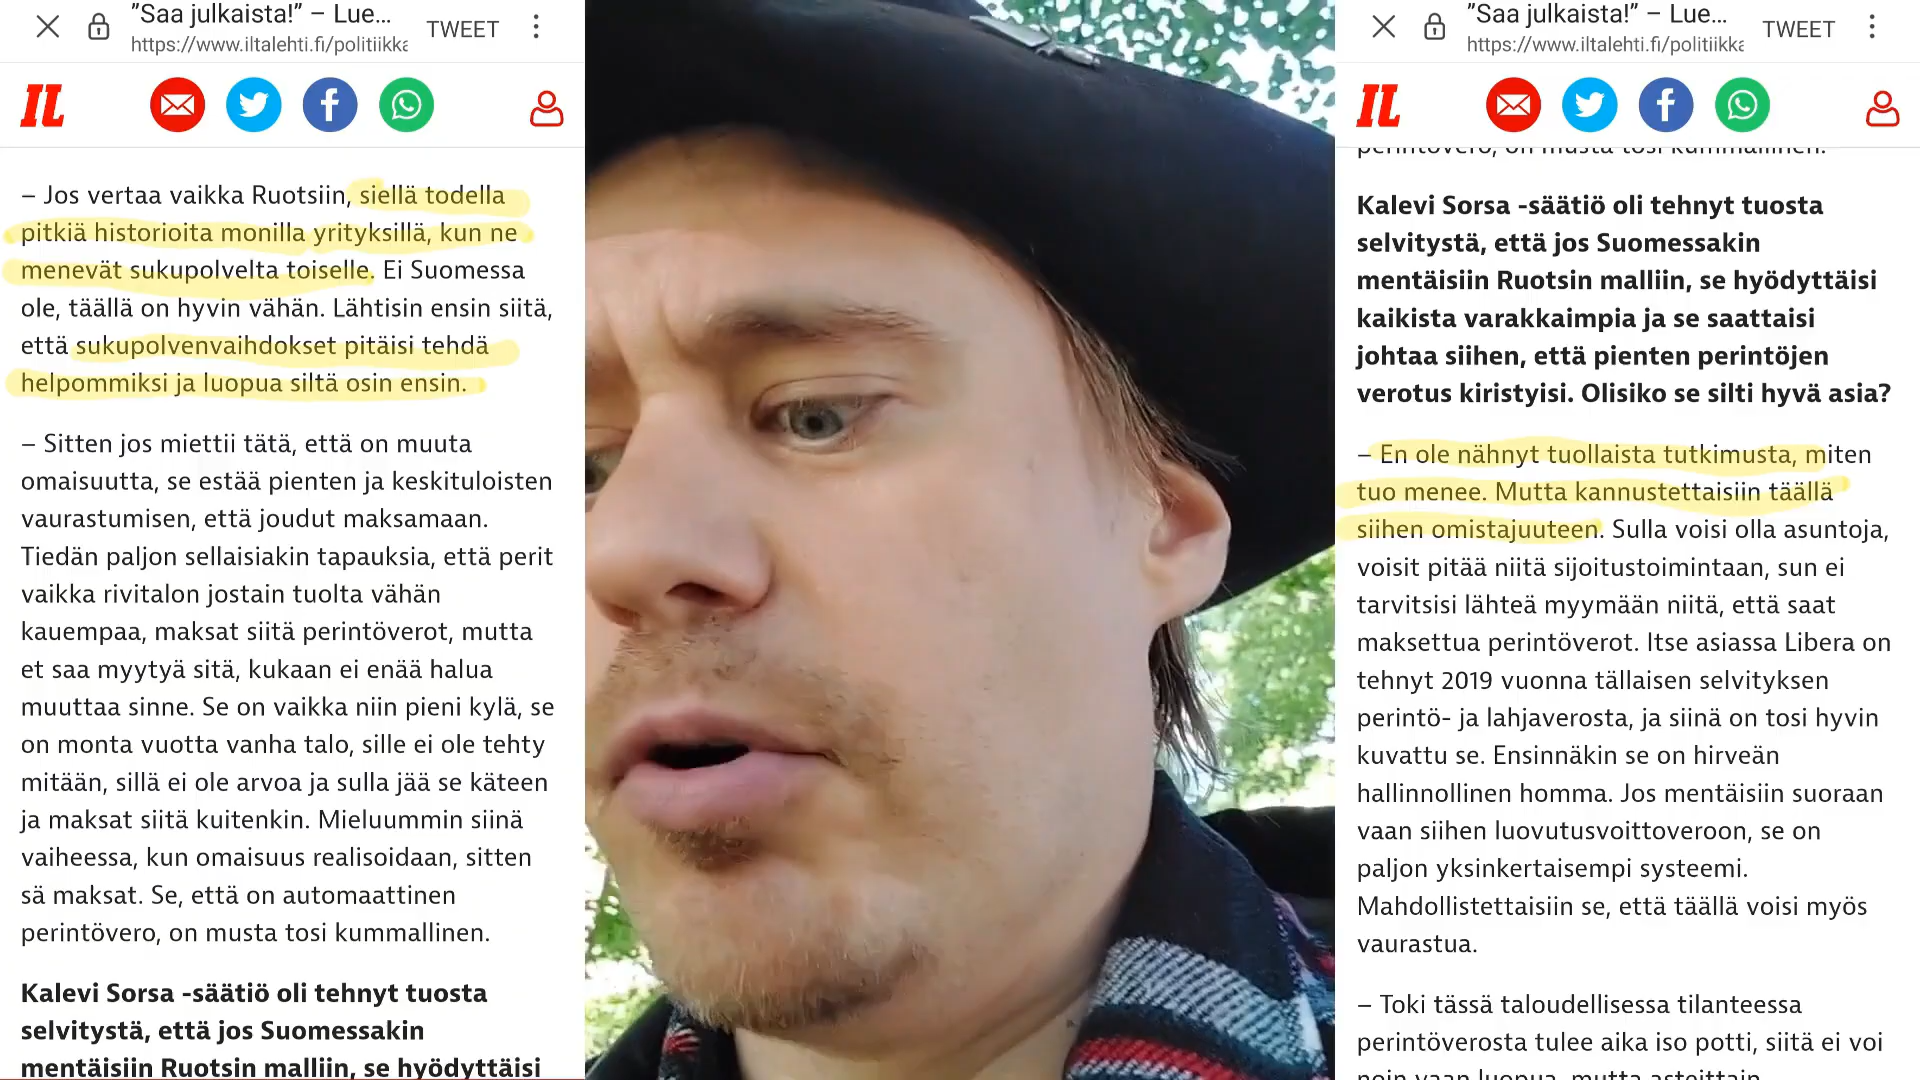 ”Saa julkaista!” – Lue...
https://www.iltalehti.fi/politiikka
TWEET
IL
– Jos vertaa vaikka Ruotsiin, siellä todella
pitkiä historioita monilla yrityksillä, kun ne
menevät sukupolvelta toiselle. Ei Suomessa
ole, täällä on hyvin vähän. Lähtisin ensin siitä,
että sukupolvenvaihdokset pitäisi tehdä
helpommiksi ja luopua siltä osin ensin.
– Sitten jos miettii tätä, että on muuta
omaisuutta, se estää pienten ja keskituloisten
vaurastumisen, että joudut maksamaan.
Tiedän paljon sellaisiakin tapauksia, että perit
vaikka rivitalon jostain tuolta vähän
kauempaa, maksat siitä perintöverot, mutta
et saa myytyä sitä, kukaan ei enää halua
muuttaa sinne. Se on vaikka niin pieni kylä, se
on monta vuotta vanha talo, sille ei ole tehty
mitään, sillä ei ole arvoa ja sulla jää se käteen
ja maksat siitä kuitenkin. Mieluummin siinä
vaiheessa, kun omaisuus realisoidaan, sitten
sä maksat. Se, että on automaattinen
perintövero, on musta tosi kummallinen.
Kalevi Sorsa -säätiö oli tehnyt tuosta
selvitystä, että jos Suomessakin
mentäisiin Ruotsin malliin, se hyödyttäisi
”Saa julkaista!” – Lue...
https://www.iltalehti.fi/politiikka
TWEET
IL
perintövero, on musta tosi kummallinen.
Kalevi Sorsa -säätiö oli tehnyt tuosta
selvitystä, että jos Suomessakin
mentäisiin Ruotsin malliin, se hyödyttäisi
kaikista varakkaimpia ja se saattaisi
johtaa siihen, että pienten perintöjen
verotus kiristyisi. Olisiko se silti hyvä asia?
– En ole nähnyt tuollaista tutkimusta, miten
tuo menee. Mutta kannustettaisiin täällä
siihen omistajuuteen. Sulla voisi olla asuntoja,
voisit pitää niitä sijoitustoimintaan, sun ei
tarvitsisi lähteä myymään niitä, että saat
maksettua perintöverot. Itse asiassa Libera on
tehnyt 2019 vuonna tällaisen selvityksen
perintö- ja lahjaverosta, ja siinä on tosi hyvin
kuvattu se. Ensinnäkin se on hirveän
hallinnollinen homma. Jos mentäisiin suoraan
vaan siihen luovutusvoittoveroon, se on
paljon yksinkertaisempi systeemi.
Mahdollistettaisiin se, että täällä voisi myös
vaurastua.
– Toki tässä taloudellisessa tilanteessa
perintöverosta tulee aika iso potti, siitä ei voi
noin vaan luopua, mutta asteittain